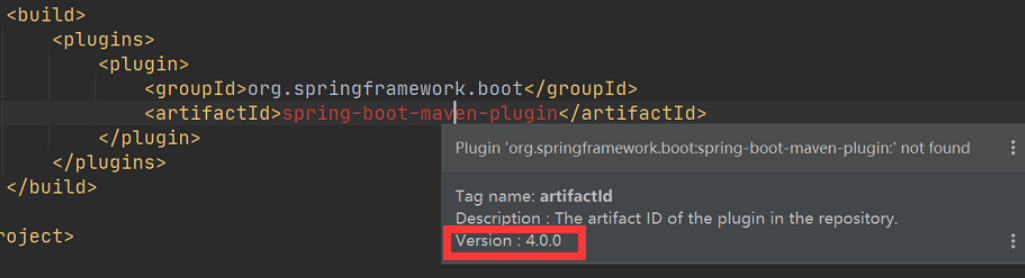 <build>
<plugins>
<plugin>
<groupId>org.springframework.boot</groupId>
<artifactId>spring-boot-maven-plugin</artifactId>
</plugin>
</plugins>
</build>
roject>
Plugin 'org.springframework.boot:spring-boot-maven-plugin:' not found
Tag name: artifactId
Description : The artifact ID of the plugin in the repository.
Version : 4.0.0